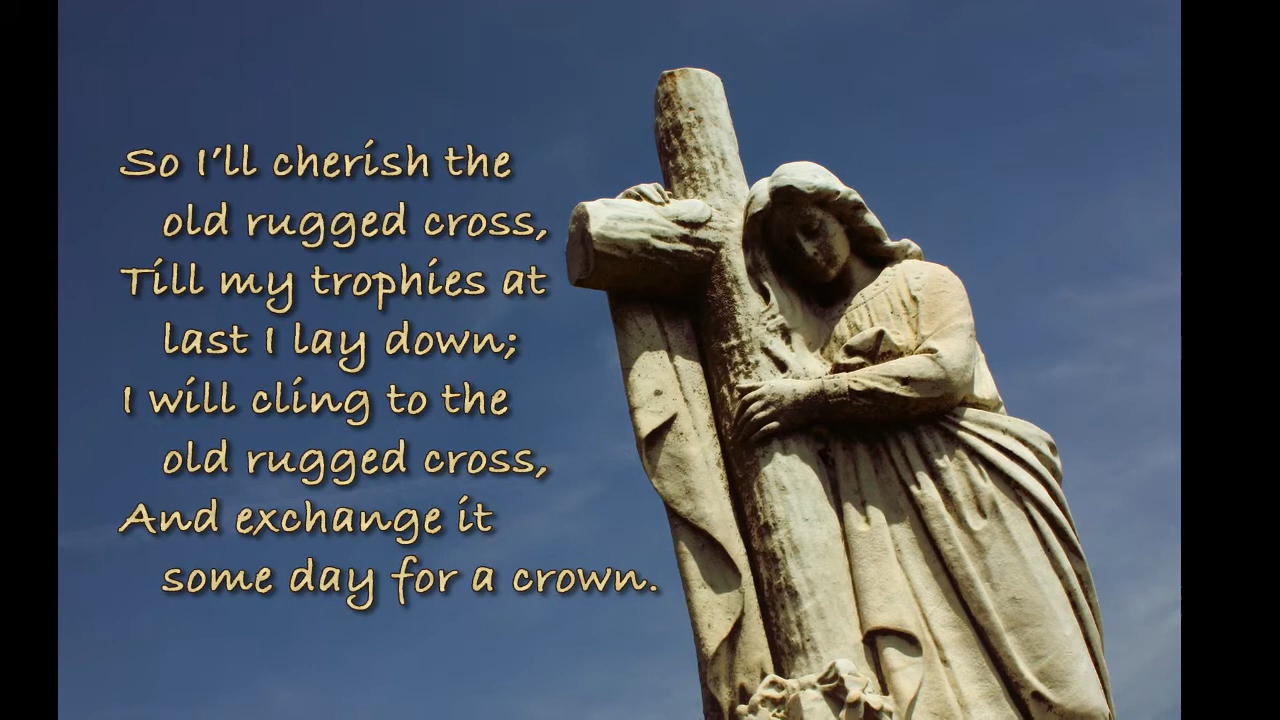 So I'll cherish the
old rugged cross,
Till my trophies at
last I lay down;
I will cling to the
old rugged cross,
And exchange it
some day for a crown.